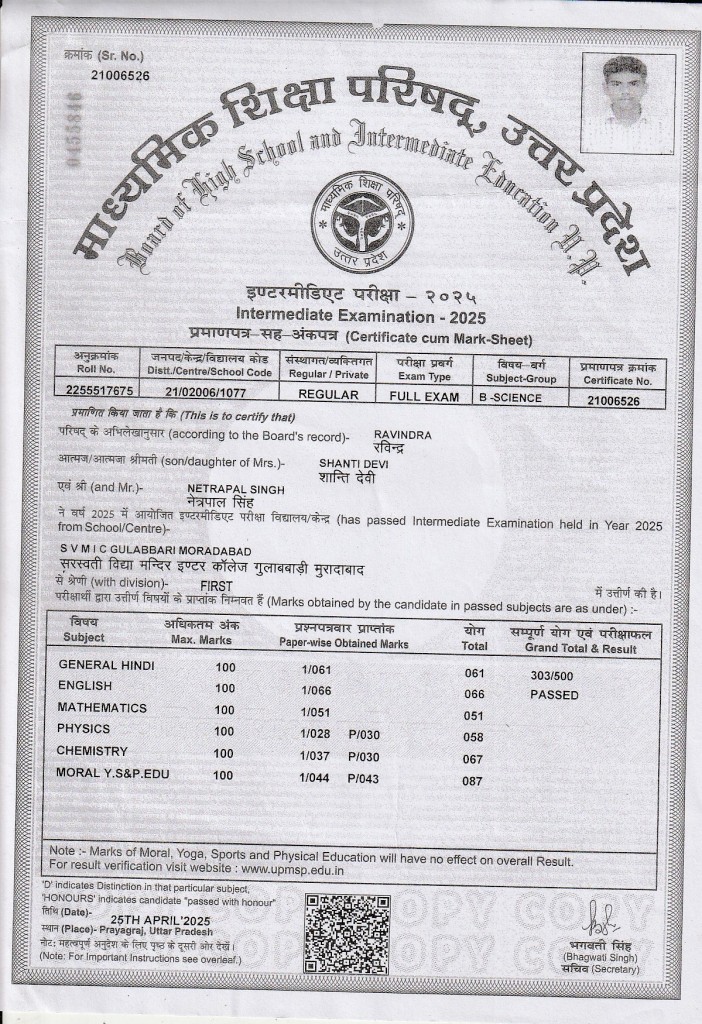 क्रमांक (Sr. No.)
21006526
0455846
माध्यमिक शिक्षा परिषद्, उत्तर प्रदेश
Board of High School and Intermediate Education U.P.
माध्यमिक शिक्षा परिषद्
उत्तर प्रदेश
इण्टरमीडिएट परीक्षा – २०२५
Intermediate Examination - 2025
प्रमाणपत्र–सह–अंकपत्र (Certificate cum Mark-Sheet)
अनुक्रमांक जनपद/केन्द्र/विद्यालय कोड संस्थागत/व्यक्तिगत परीक्षा प्रवर्ग विषय–वर्ग प्रमाणपत्र क्रमांक
Roll No. Distt./Centre/School Code Regular / Private Exam Type Subject-Group Certificate No.
2255517675 21/02006/1077 REGULAR FULL EXAM B -SCIENCE 21006526
प्रमाणित किया जाता है कि (This is to certify that)
परिषद् के अभिलेखानुसार (according to the Board's record)- RAVINDRA
रविन्द्र
आत्मज/आत्मजा श्रीमती (son/daughter of Mrs.)- SHANTI DEVI
शान्ति देवी
एवं श्री (and Mr.)- NETRAPAL SINGH
नेत्रपाल सिंह
ने वर्ष 2025 में आयोजित इण्टरमीडिएट परीक्षा विद्यालय/केन्द्र (has passed Intermediate Examination held in Year 2025
from School/Centre)-
S V M I C GULABBARI MORADABAD
सरस्वती विद्या मन्दिर इण्टर कॉलेज गुलाबबाड़ी मुरादाबाद
से श्रेणी (with division)- FIRST में उत्तीर्ण की है।
परीक्षार्थी द्वारा उत्तीर्ण विषयों के प्राप्तांक निम्नवत हैं (Marks obtained by the candidate in passed subjects are as under) :-
विषय अधिकतम अंक प्रश्नपत्रवार प्राप्तांक योग सम्पूर्ण योग एवं परीक्षाफल
Subject Max. Marks Paper-wise Obtained Marks Total Grand Total & Result
GENERAL HINDI 100 1/061 061 303/500
ENGLISH 100 1/066 066 PASSED
MATHEMATICS 100 1/051 051
PHYSICS 100 1/028 P/030 058
CHEMISTRY 100 1/037 P/030 067
MORAL Y.S&P.EDU 100 1/044 P/043 087
Note :- Marks of Moral, Yoga, Sports and Physical Education will have no effect on overall Result.
For result verification visit website : www.upmsp.edu.in
'D' indicates Distinction in that particular subject,
'HONOURS' indicates candidate "passed with honour"
तिथि (Date)- 25TH APRIL'2025
स्थान (Place)- Prayagraj, Uttar Pradesh
नोट: महत्वपूर्ण अनुदेश के लिए पृष्ठ के दूसरी ओर देखें।
(Note: For Important Instructions see overleaf.)
COPY COPY COPY
COPY COPY COPY
भगवती सिंह
(Bhagwati Singh)
सचिव (Secretary)